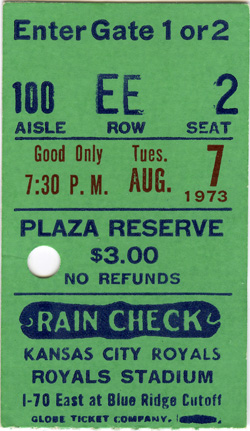 Enter Gate 1 or 2
100 EE 2
AISLE ROW SEAT
Good Only Tues. 7
7:30 P.M. AUG. 1973
PLAZA RESERVE
$3.00
NO REFUNDS
RAIN CHECK
KANSAS CITY ROYALS
ROYALS STADIUM
I-70 East at Blue Ridge Cutoff
GLOBE TICKET COMPANY